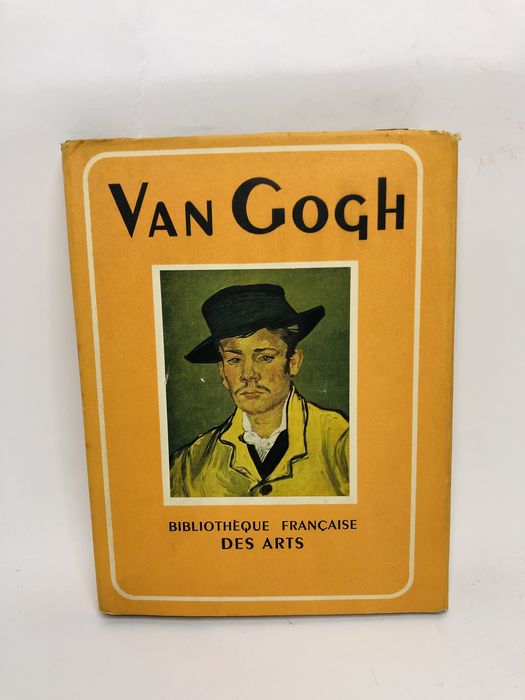 VAN GOGH
BIBLIOTHÈQUE FRANÇAISE
DES ARTS